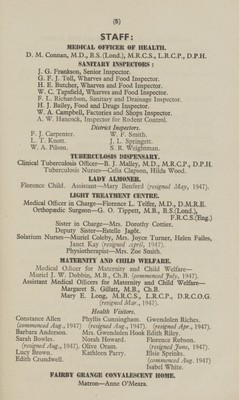 (5)
STAFF:
MEDICAL OFFICER OF HEALTH.
D. M. Connan, M.D., B.S. (Lond.), M.R.C.S., L.R.C.P., D.P.H.
SANITARY INSPECTORS:
J. G. Frankson, Senior Inspector.
G. F. J. Toll, Wharves and Food Inspector.
H. E. Butcher, Wharves and Food Inspector.
W. C. Tapsfield, Wharves and Food Inspector.
F. L. Richardson, Sanitary and Drainage Inspector.
H. J. Bailey, Food and Drugs Inspector.
W. A. Campbell, Factories and Shops Inspector.
A. W. Hancock, Inspector for Rodent Control.
District Inspectors.
F. J. Carpenter. W. F. Smith.
L. T. Knott. J. L. Springett.
W. A. Pilson. S. R. Weightman.
TUBERCULOSIS DISPENSARY.
Clinical Tuberculosis Officer—B. J. Malley, M.D., M.R.C.P., D.P.H.
Tuberculosis Nurses—Celia Clapson, Hilda Wood.
LADY ALMONER.
Florence Child. Assistant—Mary Benford (resigned May, 1947).
LIGHT TREATMENT CENTRE.
Medical Officer in Charge—Florence L. Telfer, M.D., D.M.R.E.
Orthopædic Surgeon—G. O. Tippett, M.B., B.S. (Lond.),
F.R.C.S. (Eng.)
Sister in Charge—Mrs. Dorothy Cottier.
Deputy Sister—Estelle Japét.
Solarium Nurses—Muriel Coleby, Mrs. Joyce Turner, Helen Failes,
Janet Kay (resigned April, 1947).
Physiotherapist—Mrs. Zoe Smith.
MATERNITY AND CHILD WELFARE.
Medical Officer for Maternity and Child Welfare—
Muriel J. W. Dobbin, M.B., Ch.B. (commenced July, 1947).
Assistant Medical Officers for Maternity and Child Welfare—
Margaret S. Gillatt, M.B., Ch.B.
Mary E. Long, M.R.C.S., L.R.C.P., D.R.C.O.G.
(resigned Mar., 1947).
Health Visitors.
Constance Allen Phyllis Cunningham. Gwendolen Riches.
(commenced Aug., 1947) (resigned Aug., 1947) (resigned Apr., 1947).
Barbara Anderson. Mrs. Gwendolen Hook Edith Riley.
Sarah Bowles. Norah Howard. Florence Rebson.
(resigned Aug., 1947) Olive Oram. (resigned June, 1947).
Lucy Brown. Kathleen Parry. Elsie Sprinks.
Edith Crundwell. (commenced Aug. 1947)
Isabel White.
FAIRBY GRANGE CONVALESCENT HOME.
Matron—Anne O'Meara.